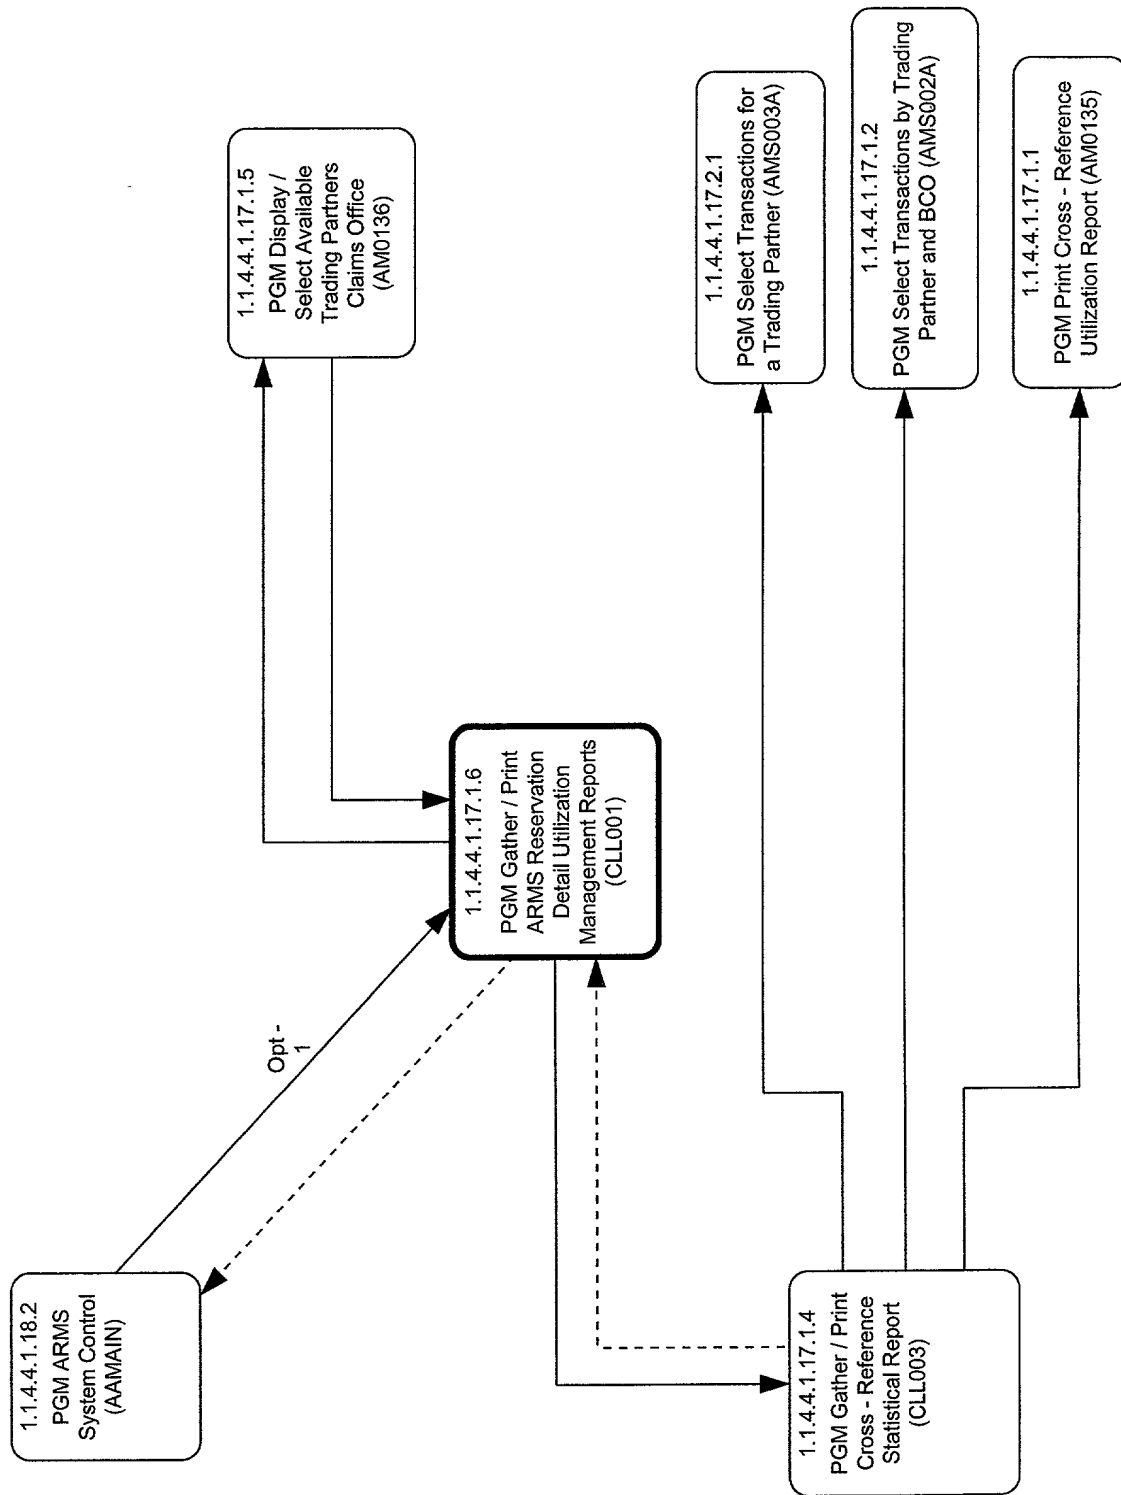 1.1.4.4.1.18.2
PGM ARMS
System Control
(AAMAIN)
Opt -
1
1.1.4.4.1.17.1.6
PGM Gather / Print
ARMS Reservation
Detail Utilization
Management Reports
(CLL001)
1.1.4.4.1.17.1.5
PGM Display /
Select Available
Trading Partners
Claims Office
(AM0136)
1.1.4.4.1.17.1.4
PGM Gather / Print
Cross - Reference
Statistical Report
(CLL003)
1.1.4.4.1.17.2.1
PGM Select Transactions for
a Trading Partner (AMS003A)
1.1.4.4.1.17.1.2
PGM Select Transactions by Trading
Partner and BCO (AMS002A)
1.1.4.4.1.17.1.1
PGM Print Cross - Reference
Utilization Report (AM0135)